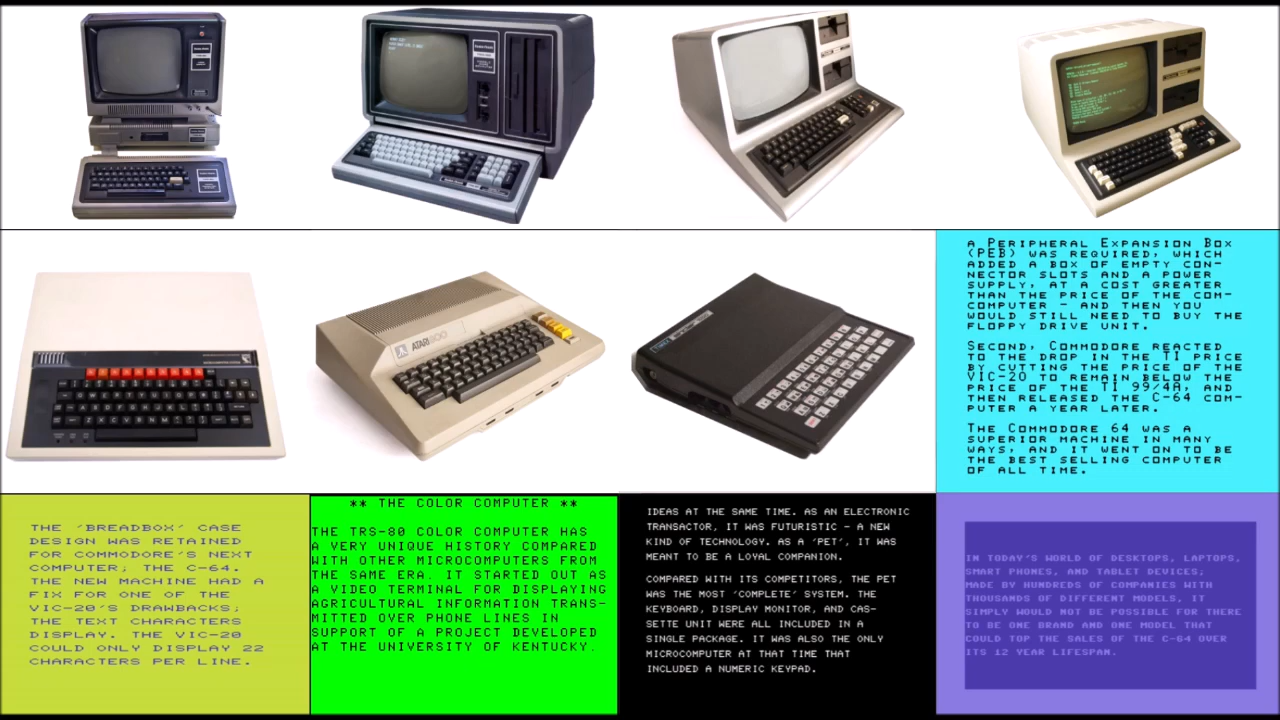 ATARI 800
A PERIPHERAL EXPANSION BOX
(PEB) WAS REQUIRED, WHICH
ADDED A BOX OF EMPTY CON-
NECTOR SLOTS AND A POWER
SUPPLY, AT A COST GREATER
THAN THE PRICE OF THE COM-
COMPUTER - AND THEN YOU
WOULD STILL NEED TO BUY THE
FLOPPY DRIVE UNIT.
SECOND, COMMODORE REACTED
TO THE DROP IN THE TI PRICE
BY CUTTING THE PRICE OF THE
VIC-20 TO REMAIN BELOW THE
PRICE OF THE TI 99/4A, AND
THEN RELEASED THE C-64 COM-
PUTER A YEAR LATER.
THE COMMODORE 64 WAS A
SUPERIOR MACHINE IN MANY
WAYS, AND IT WENT ON TO BE
THE BEST SELLING COMPUTER
OF ALL TIME.
THE 'BREADBOX' CASE
DESIGN WAS RETAINED
FOR COMMODORE'S NEXT
COMPUTER; THE C-64.
THE NEW MACHINE HAD A
FIX FOR ONE OF THE
VIC-20'S DRAWBACKS;
THE TEXT CHARACTERS
DISPLAY. THE VIC-20
COULD ONLY DISPLAY 22
CHARACTERS PER LINE.
** THE COLOR COMPUTER **
THE TRS-80 COLOR COMPUTER HAS
A VERY UNIQUE HISTORY COMPARED
WITH OTHER MICROCOMPUTERS FROM
THE SAME ERA. IT STARTED OUT AS
A VIDEO TERMINAL FOR DISPLAYING
AGRICULTURAL INFORMATION TRANS-
MITTED OVER PHONE LINES IN
SUPPORT OF A PROJECT DEVELOPED
AT THE UNIVERSITY OF KENTUCKY.
IDEAS AT THE SAME TIME. AS AN ELECTRONIC
TRANSACTOR, IT WAS FUTURISTIC - A NEW
KIND OF TECHNOLOGY. AS A 'PET', IT WAS
MEANT TO BE A LOYAL COMPANION.
COMPARED WITH ITS COMPETITORS, THE PET
WAS THE MOST 'COMPLETE' SYSTEM. THE
KEYBOARD, DISPLAY MONITOR, AND CAS-
SETTE UNIT WERE ALL INCLUDED IN A
SINGLE PACKAGE. IT WAS ALSO THE ONLY
MICROCOMPUTER AT THAT TIME THAT
INCLUDED A NUMERIC KEYPAD.
IN TODAY'S WORLD OF DESKTOPS, LAPTOPS,
SMART PHONES, AND TABLET DEVICES;
MADE BY HUNDREDS OF COMPANIES WITH
THOUSANDS OF DIFFERENT MODELS, IT
SIMPLY WOULD NOT BE POSSIBLE FOR THERE
TO BE ONE BRAND AND ONE MODEL THAT
COULD TOP THE SALES OF THE C-64 OVER
ITS 12 YEAR LIFESPAN.